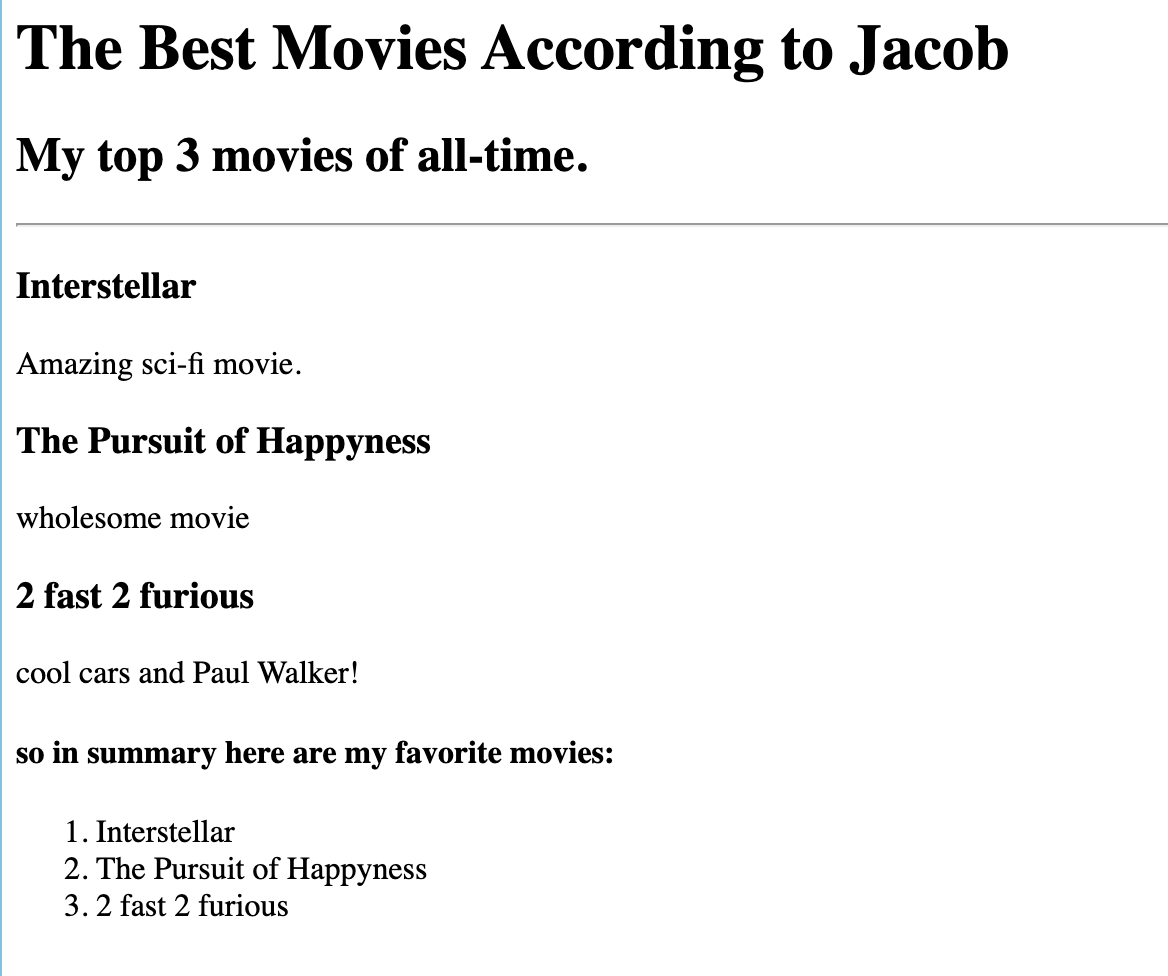 The Best Movies According to Jacob
My top 3 movies of all-time.
Interstellar
Amazing sci-fi movie.
The Pursuit of Happyness
wholesome movie
2 fast 2 furious
cool cars and Paul Walker!
so in summary here are my favorite movies:
1. Interstellar
2. The Pursuit of Happyness
3. 2 fast 2 furious